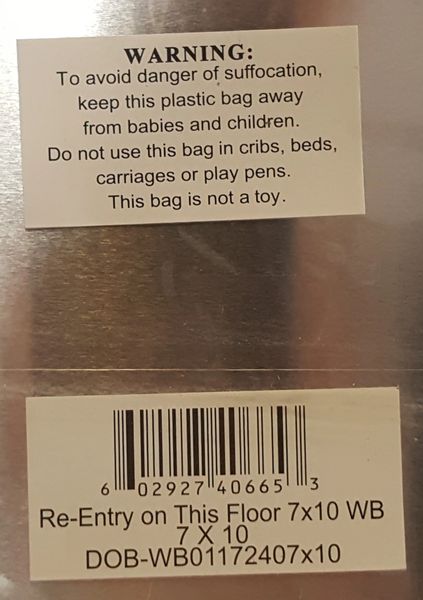 WARNING:
To avoid danger of suffocation,
keep this plastic bag away
from babies and children.
Do not use this bag in cribs, beds,
carriages or play pens.
This bag is not a toy.
6 02927 40665 3
Re-Entry on This Floor 7x10 WB
7 X 10
DOB-WB01172407x10